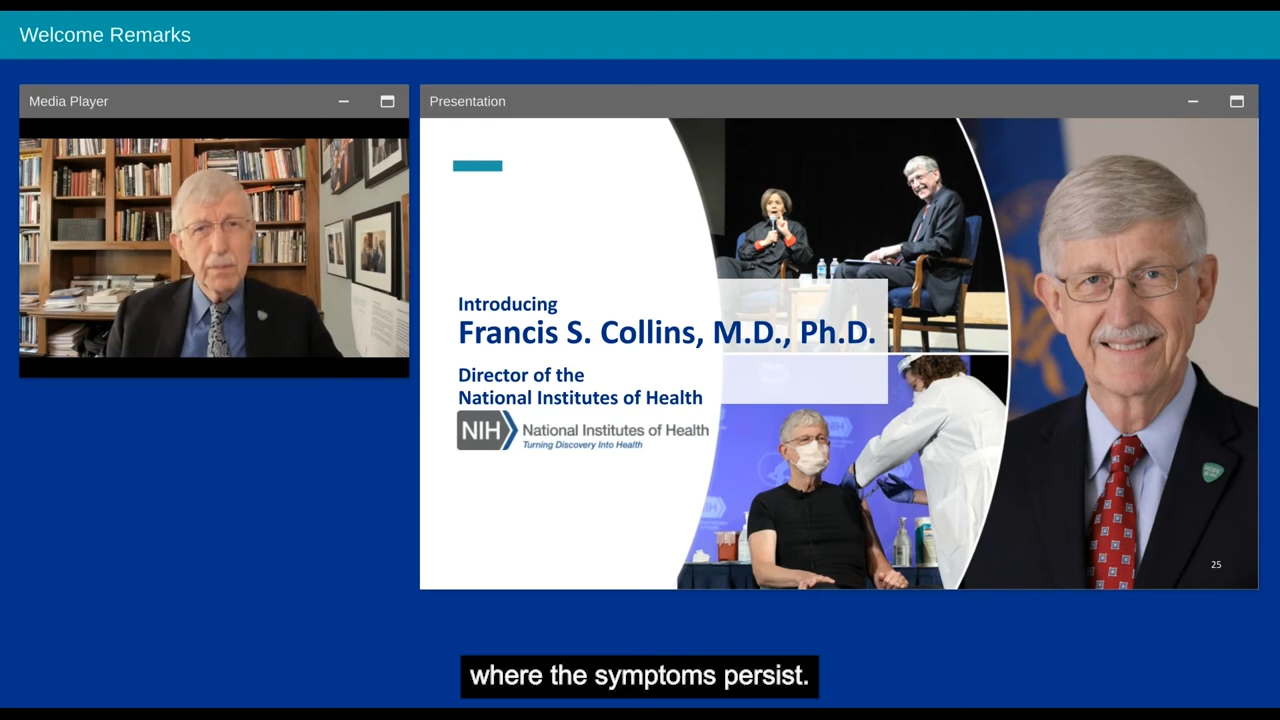 Welcome Remarks
Media Player
Presentation
Introducing
Francis S. Collins, M.D., Ph.D.
Director of the
National Institutes of Health
NIH National Institutes of Health
Turning Discovery Into Health
25
where the symptoms persist.